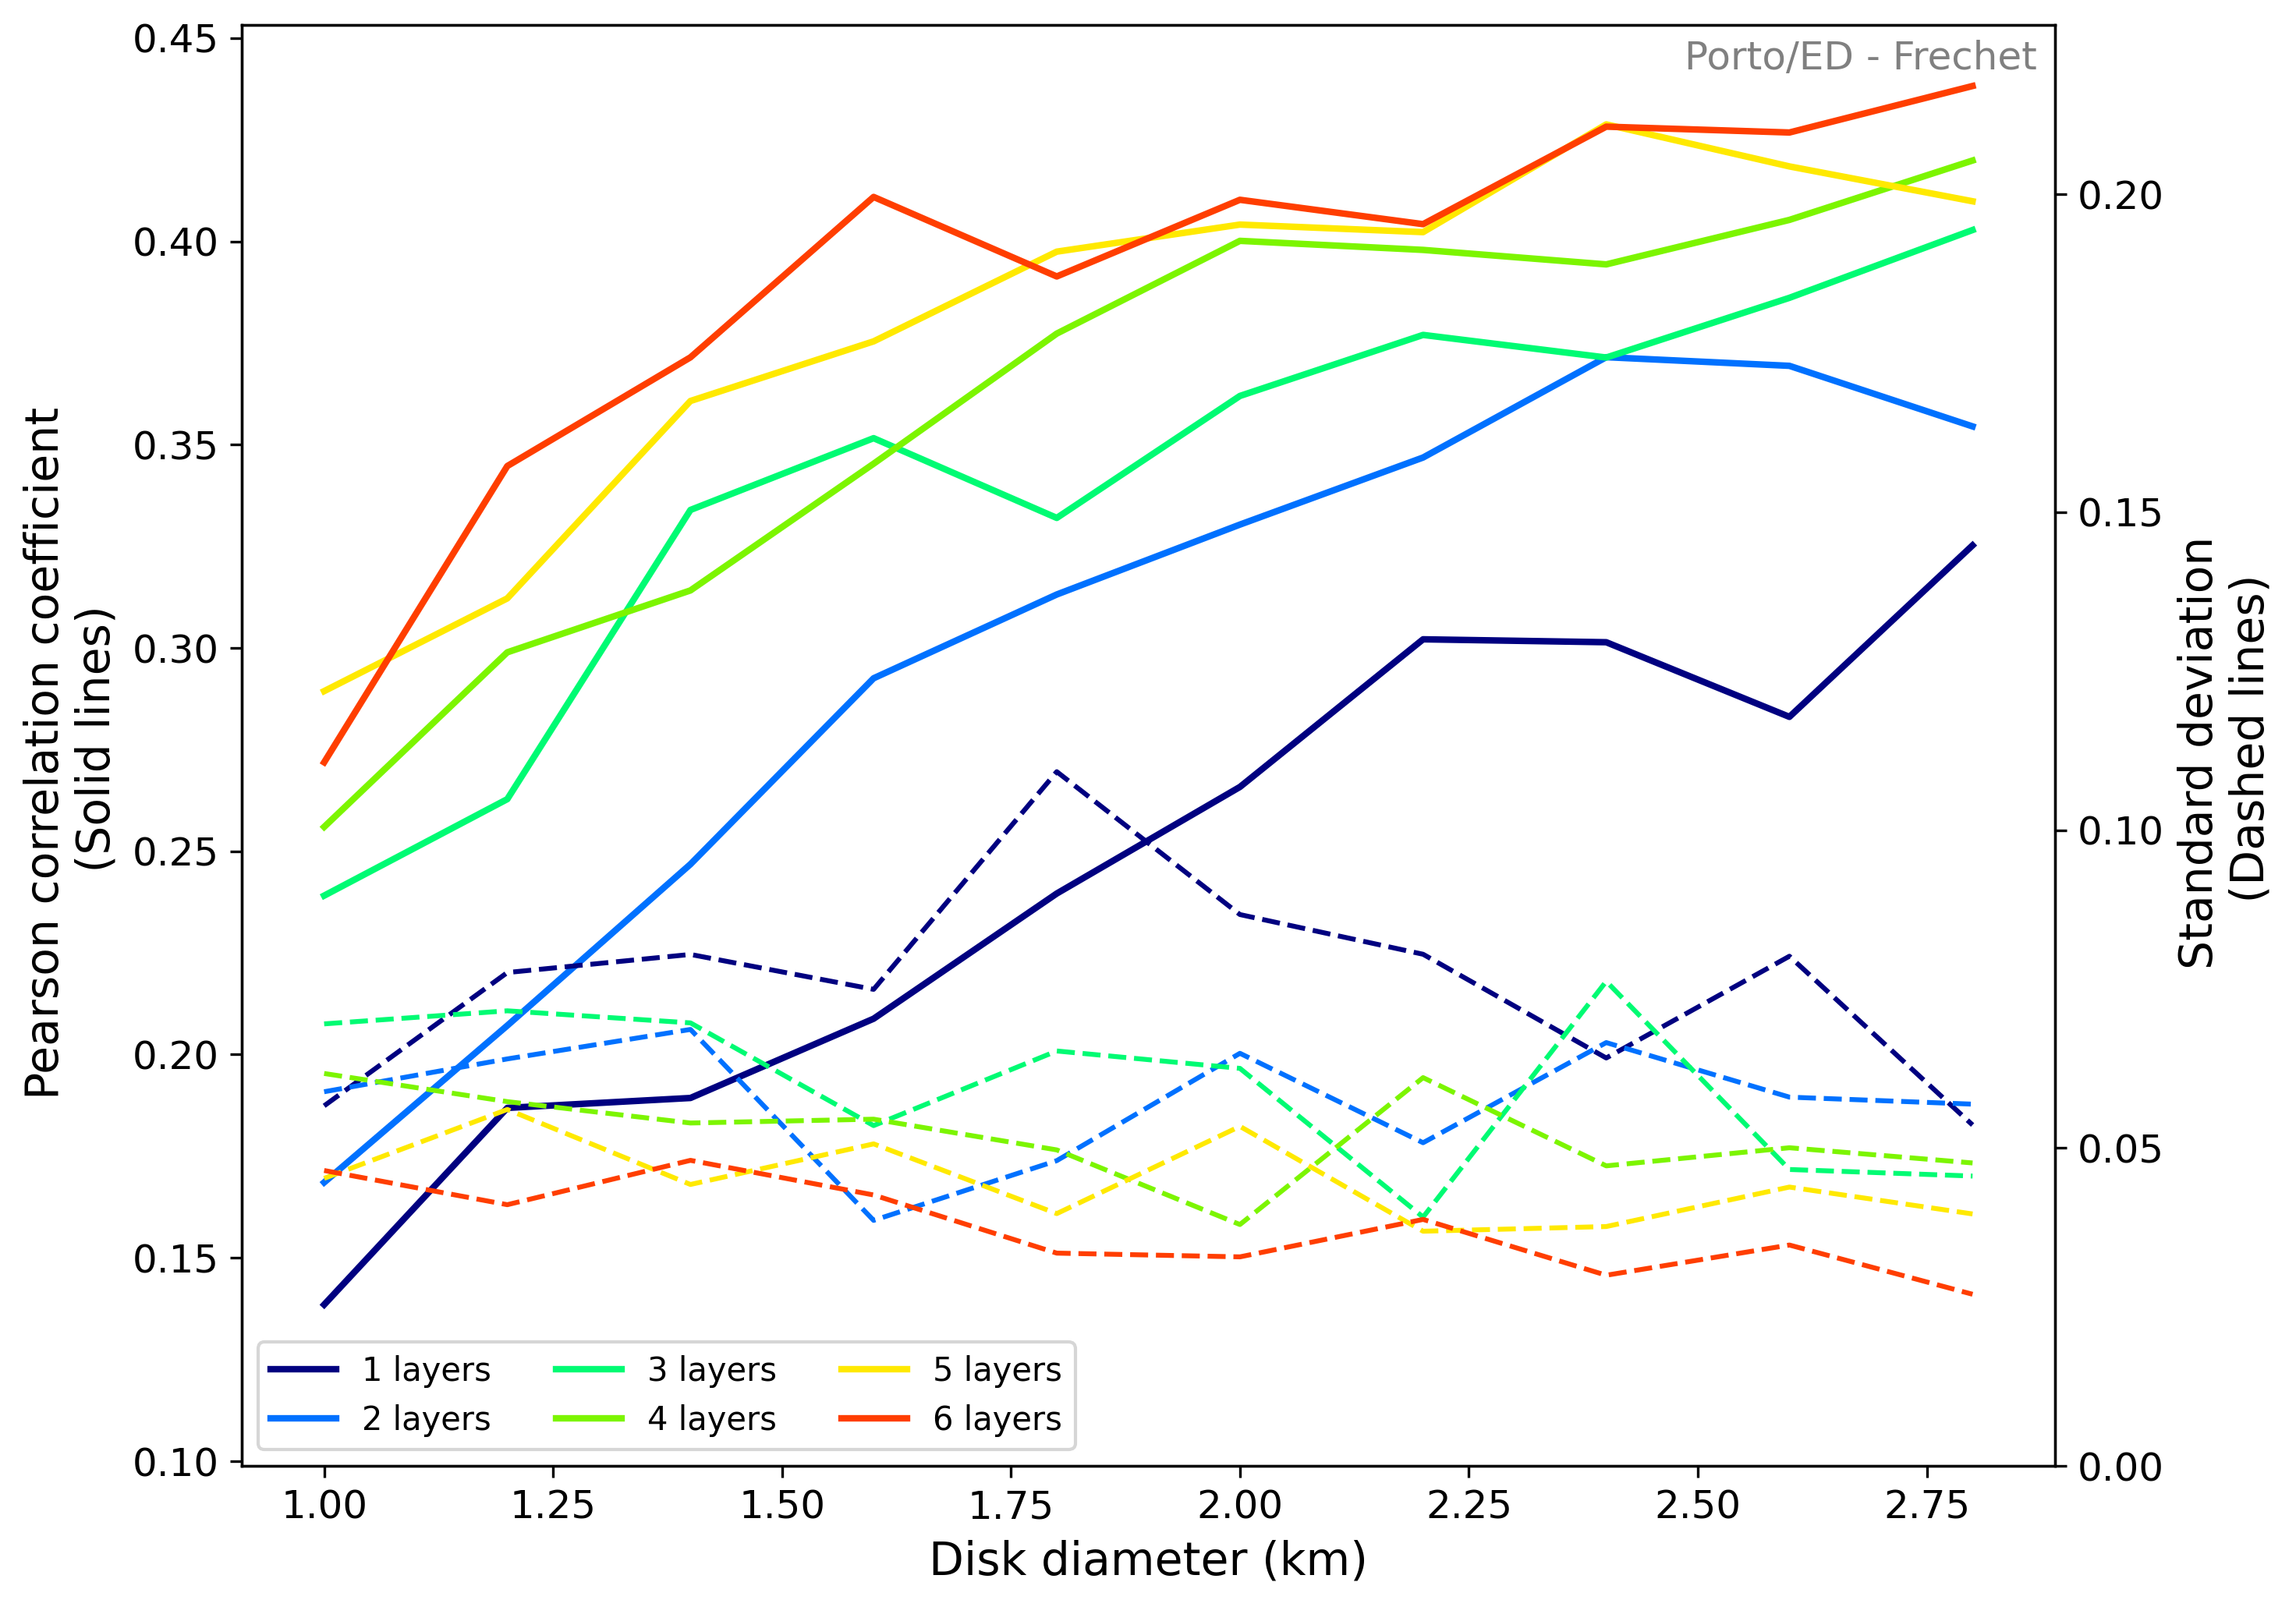 Porto/ED - Frechet
0.45
0.40
0.35
0.30
0.25
0.20
0.15
0.10
Pearson correlation coefficient
(Solid lines)
0.20
0.15
0.10
0.05
0.00
Standard deviation
(Dashed lines)
1 layers
2 layers
3 layers
4 layers
5 layers
6 layers
1.00 1.25 1.50 1.75 2.00 2.25 2.50 2.75
Disk diameter (km)